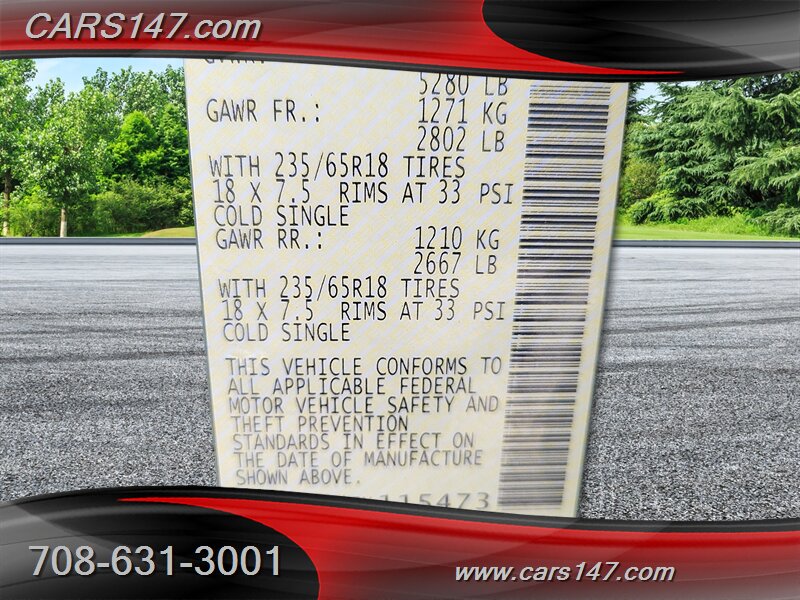 CARS147.com
5280 LB
GAWR FR.: 1271 KG
2802 LB
WITH 235/65R18 TIRES
18 X 7.5 RIMS AT 33 PSI
COLD SINGLE
GAWR RR.: 1210 KG
2667 LB
WITH 235/65R18 TIRES
18 X 7.5 RIMS AT 33 PSI
COLD SINGLE
THIS VEHICLE CONFORMS TO
ALL APPLICABLE FEDERAL
MOTOR VEHICLE SAFETY AND
THEFT PREVENTION
STANDARDS IN EFFECT ON
THE DATE OF MANUFACTURE
SHOWN ABOVE.
115473
708-631-3001
www.cars147.com